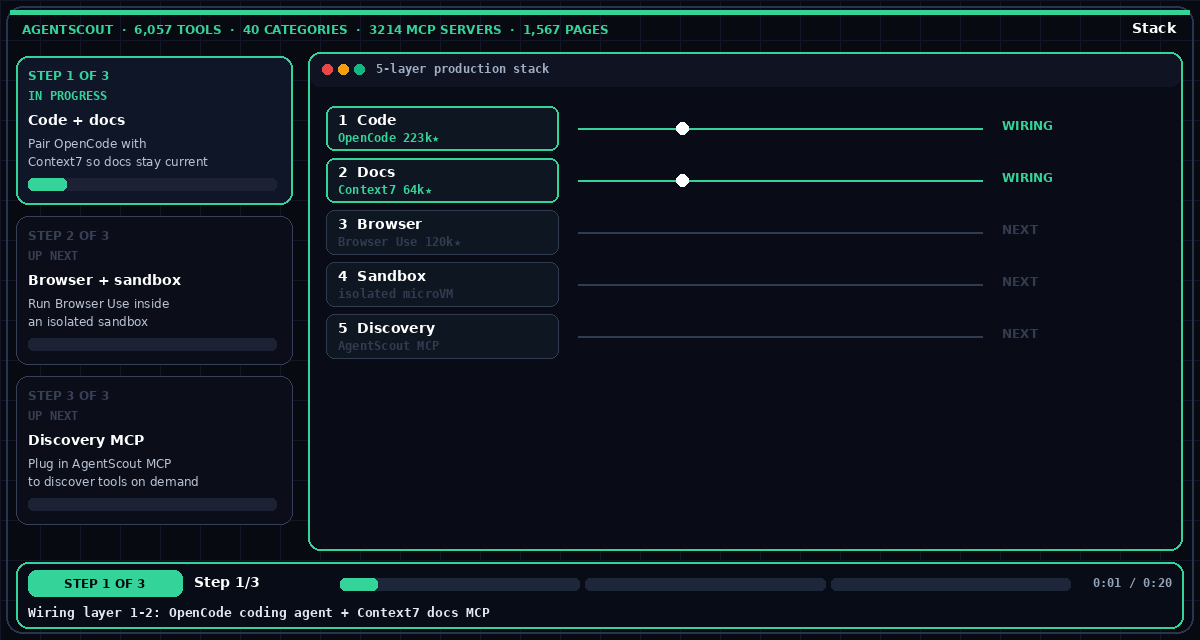 AGENTSCOUT · 6,057 TOOLS · 40 CATEGORIES · 3214 MCP SERVERS · 1,567 PAGES
Stack
STEP 1 OF 3
IN PROGRESS
Code + docs
Pair OpenCode with
Context7 so docs stay current
STEP 2 OF 3
UP NEXT
Browser + sandbox
Run Browser Use inside
an isolated sandbox
STEP 3 OF 3
UP NEXT
Discovery MCP
Plug in AgentScout MCP
to discover tools on demand
5-layer production stack
1 Code
OpenCode 223k★
WIRING
2 Docs
Context7 64k★
WIRING
3 Browser
Browser Use 120k★
NEXT
4 Sandbox
isolated microVM
NEXT
5 Discovery
AgentScout MCP
NEXT
STEP 1 OF 3
Step 1/3
0:01 / 0:20
Wiring layer 1-2: OpenCode coding agent + Context7 docs MCP